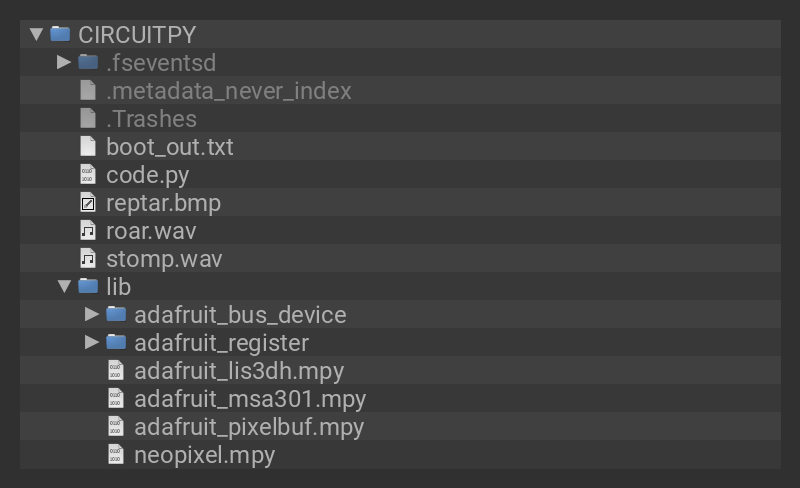 CIRCUITPY
.fseventsd
.metadata_never_index
.Trashes
boot_out.txt
code.py
reptar.bmp
roar.wav
stomp.wav
lib
adafruit_bus_device
adafruit_register
adafruit_lis3dh.mpy
adafruit_msa301.mpy
adafruit_pixelbuf.mpy
neopixel.mpy